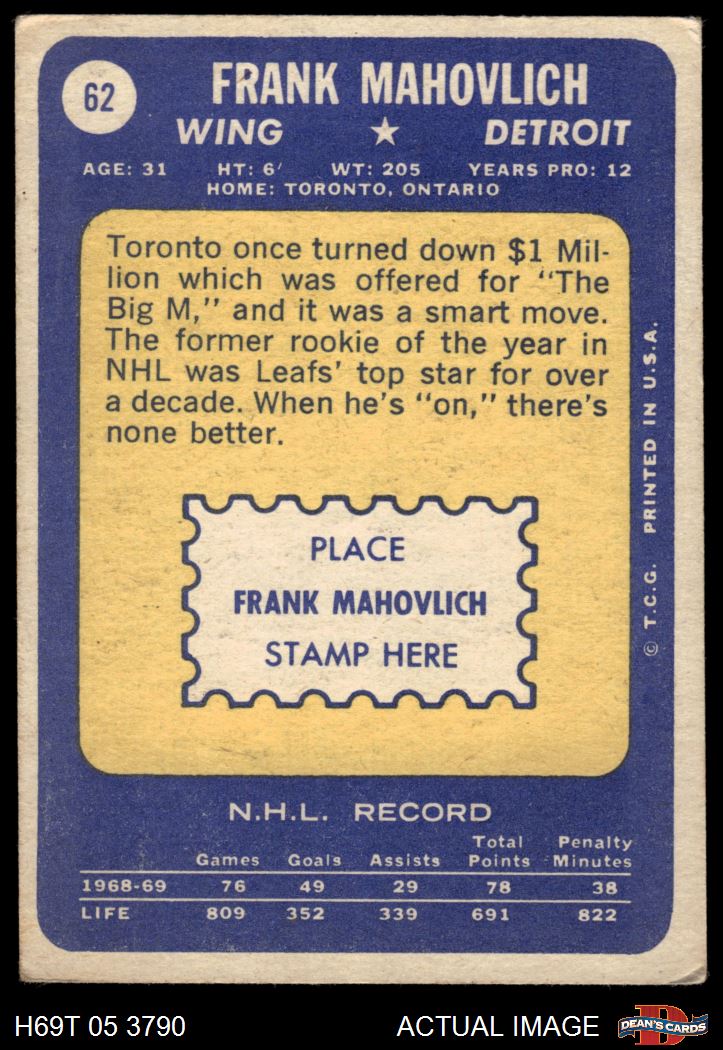 62
FRANK MAHOVLICH
WING ★ DETROIT
AGE: 31 HT: 6' WT: 205 YEARS PRO: 12
HOME: TORONTO, ONTARIO
Toronto once turned down $1 Mil-
lion which was offered for "The
Big M," and it was a smart move.
The former rookie of the year in
NHL was Leafs' top star for over
a decade. When he's "on," there's
none better.
PLACE
FRANK MAHOVLICH
STAMP HERE
© T.C.G. PRINTED IN U.S.A.
N.H.L. RECORD
Games Goals Assists Total Points Penalty Minutes
1968-69 76 49 29 78 38
LIFE 809 352 339 691 822
H69T 05 3790
ACTUAL IMAGE
D
DEAN'S CARDS